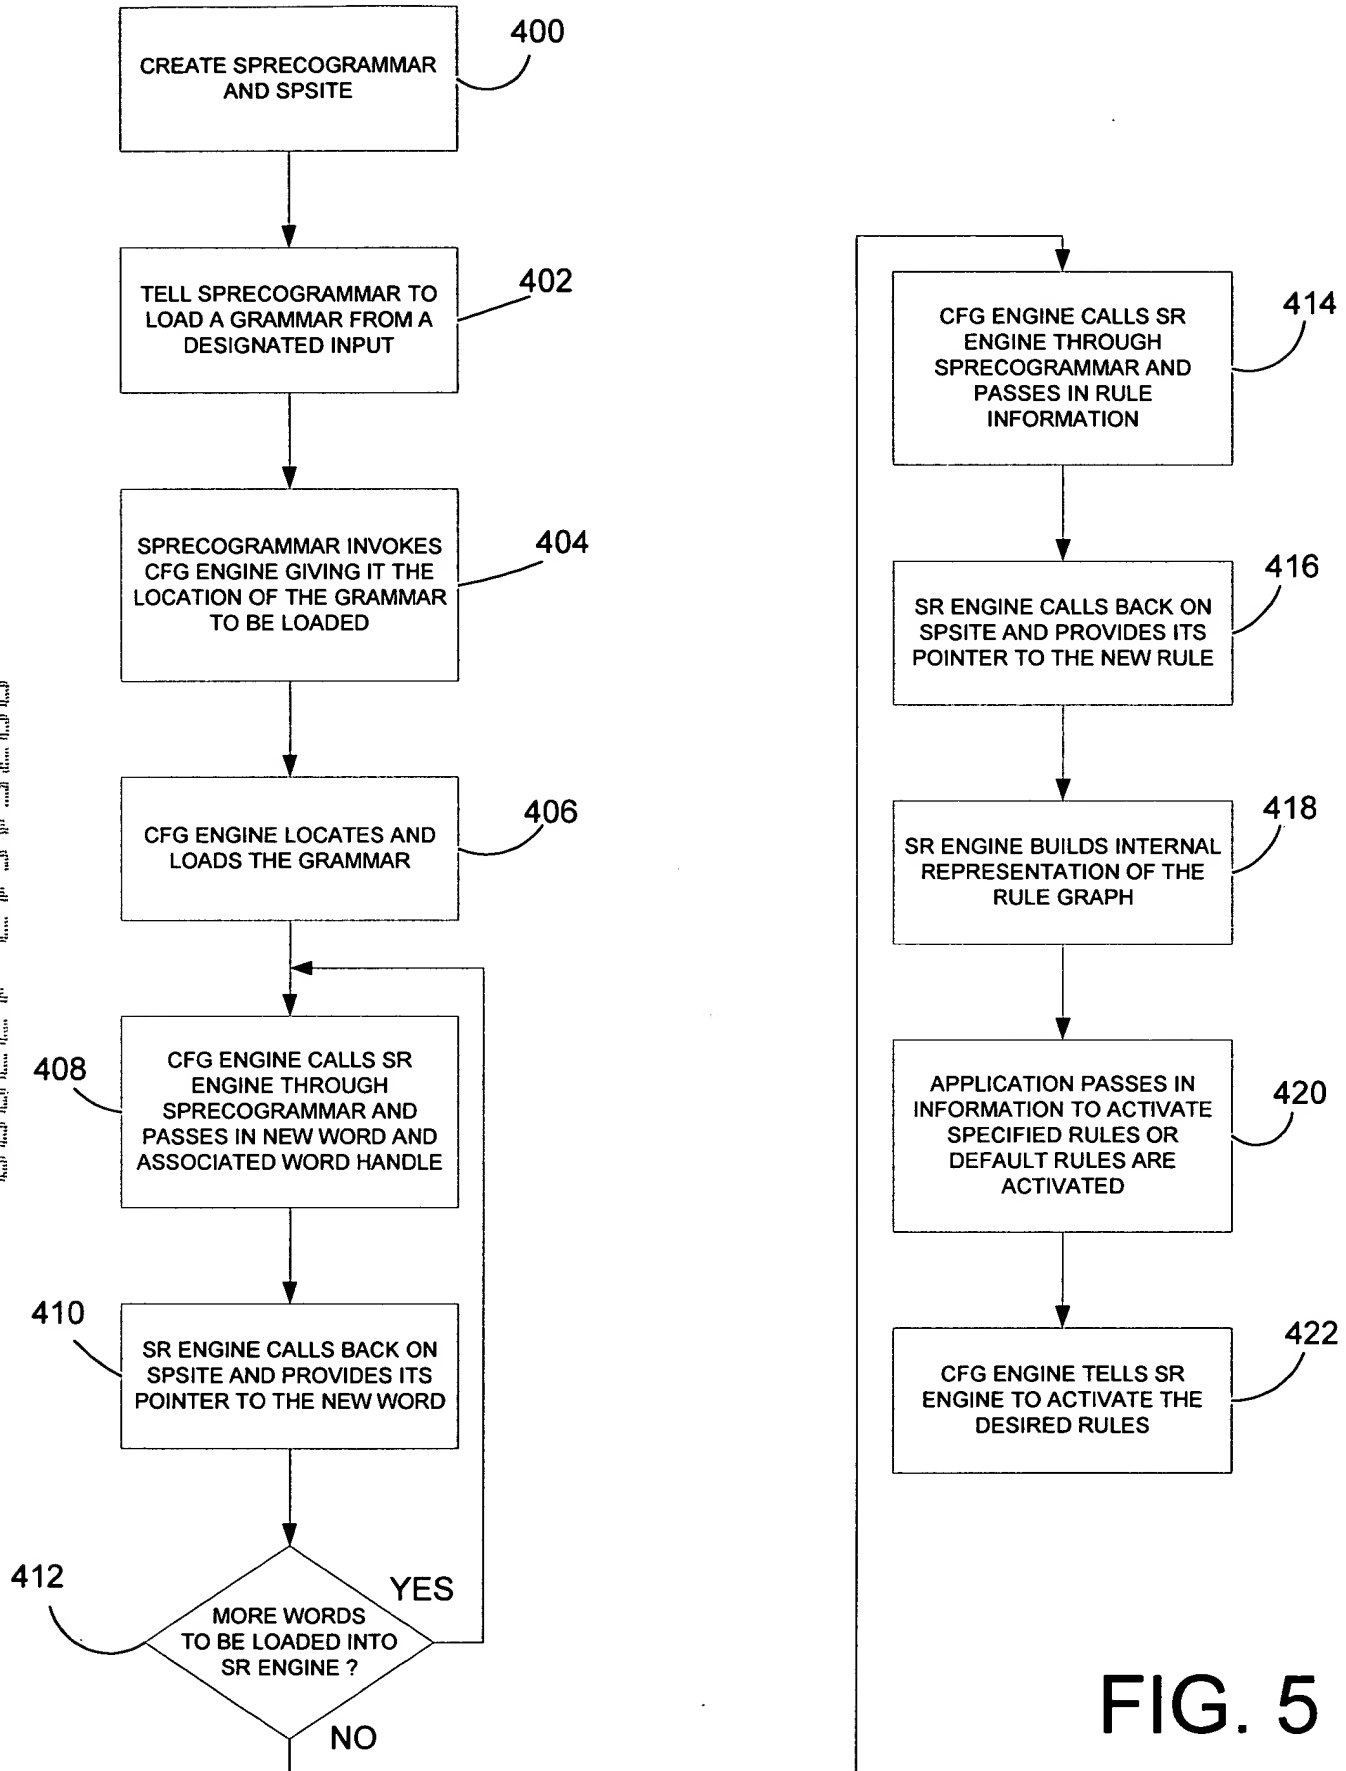 400
CREATE SPRECOGRAMMAR
AND SPSITE
402
TELL SPRECOGRAMMAR TO
LOAD A GRAMMAR FROM A
DESIGNATED INPUT
404
SPRECOGRAMMAR INVOKES
CFG ENGINE GIVING IT THE
LOCATION OF THE GRAMMAR
TO BE LOADED
406
CFG ENGINE LOCATES AND
LOADS THE GRAMMAR
408
CFG ENGINE CALLS SR
ENGINE THROUGH
SPRECOGRAMMAR AND
PASSES IN NEW WORD AND
ASSOCIATED WORD HANDLE
410
SR ENGINE CALLS BACK ON
SPSITE AND PROVIDES ITS
POINTER TO THE NEW WORD
412
YES
MORE WORDS
TO BE LOADED INTO
SR ENGINE ?
NO
414
CFG ENGINE CALLS SR
ENGINE THROUGH
SPRECOGRAMMAR AND
PASSES IN RULE
INFORMATION
416
SR ENGINE CALLS BACK ON
SPSITE AND PROVIDES ITS
POINTER TO THE NEW RULE
418
SR ENGINE BUILDS INTERNAL
REPRESENTATION OF THE
RULE GRAPH
420
APPLICATION PASSES IN
INFORMATION TO ACTIVATE
SPECIFIED RULES OR
DEFAULT RULES ARE
ACTIVATED
422
CFG ENGINE TELLS SR
ENGINE TO ACTIVATE THE
DESIRED RULES
FIG. 5